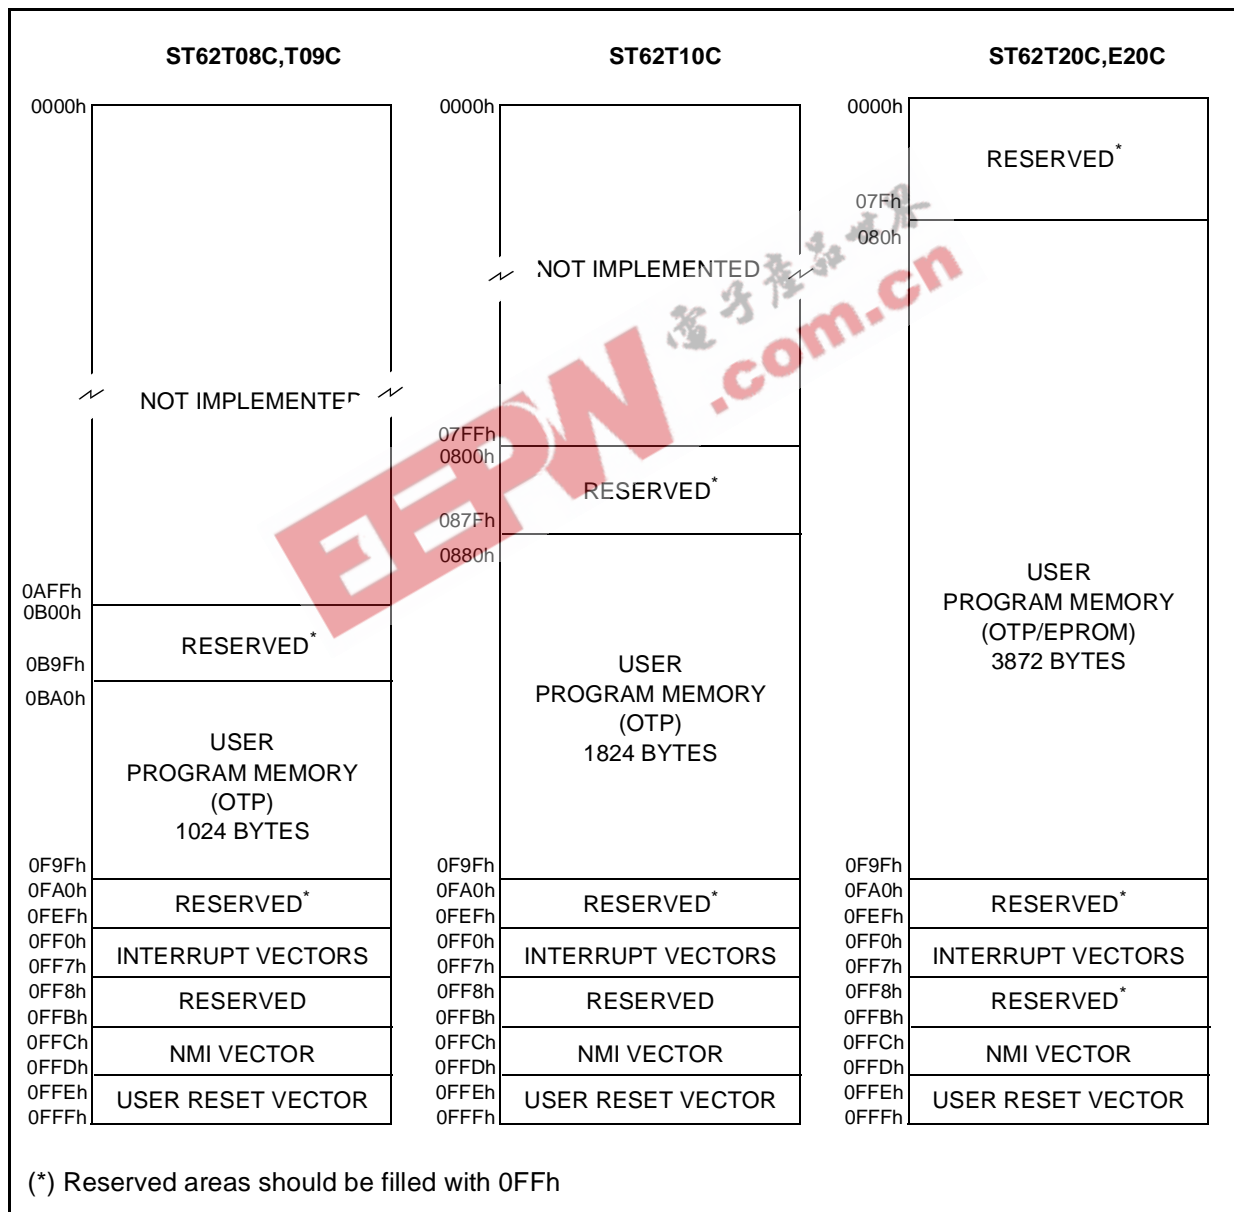 ST62T08C,T09C
0000h
NOT IMPLEMENTED
0AFFh
0B00h
RESERVED*
0B9Fh
0BA0h
USER
PROGRAM MEMORY
(OTP)
1024 BYTES
0F9Fh
0FA0h
RESERVED*
0FEFh
0FF0h
INTERRUPT VECTORS
0FF7h
0FF8h
RESERVED
0FFBh
0FFCh
NMI VECTOR
0FFDh
0FFEh
USER RESET VECTOR
0FFFh
ST62T10C
0000h
NOT IMPLEMENTED
07FFh
0800h
RESERVED*
087Fh
0880h
USER
PROGRAM MEMORY
(OTP)
1824 BYTES
0F9Fh
0FA0h
RESERVED*
0FEFh
0FF0h
INTERRUPT VECTORS
0FF7h
0FF8h
RESERVED
0FFBh
0FFCh
NMI VECTOR
0FFDh
0FFEh
USER RESET VECTOR
0FFFh
ST62T20C,E20C
0000h
RESERVED*
07Fh
080h
USER
PROGRAM MEMORY
(OTP/EPROM)
3872 BYTES
0F9Fh
0FA0h
RESERVED*
0FEFh
0FF0h
INTERRUPT VECTORS
0FF7h
0FF8h
RESERVED*
0FFBh
0FFCh
NMI VECTOR
0FFDh
0FFEh
USER RESET VECTOR
0FFFh
(*) Reserved areas should be filled with 0FFh
EEPW
電子產品世界
.com.cn